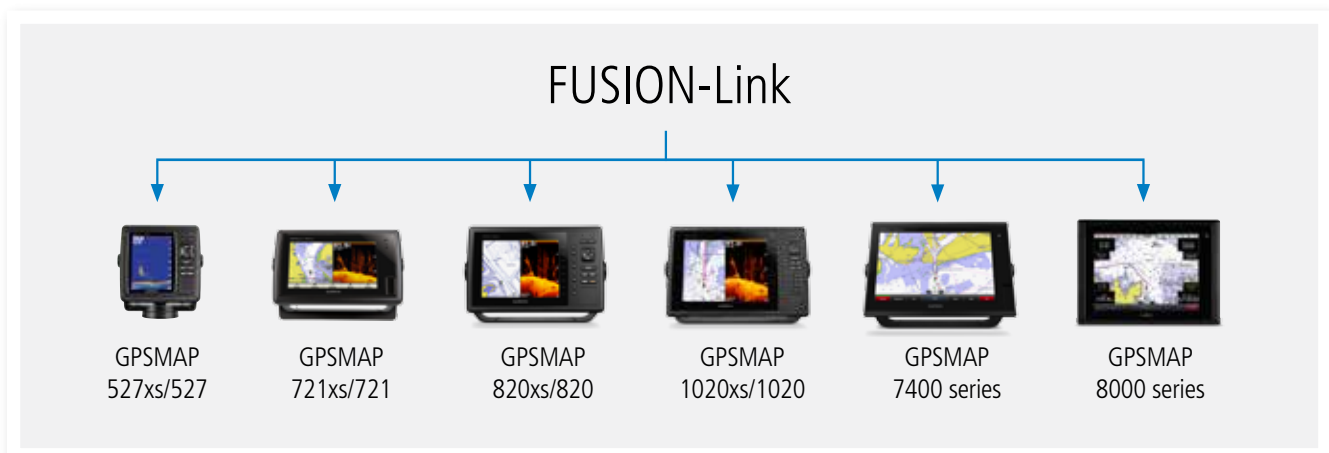 FUSION-Link
GPSMAP
527xs/527
GPSMAP
721xs/721
GPSMAP
820xs/820
GPSMAP
1020xs/1020
GPSMAP
7400 series
GPSMAP
8000 series